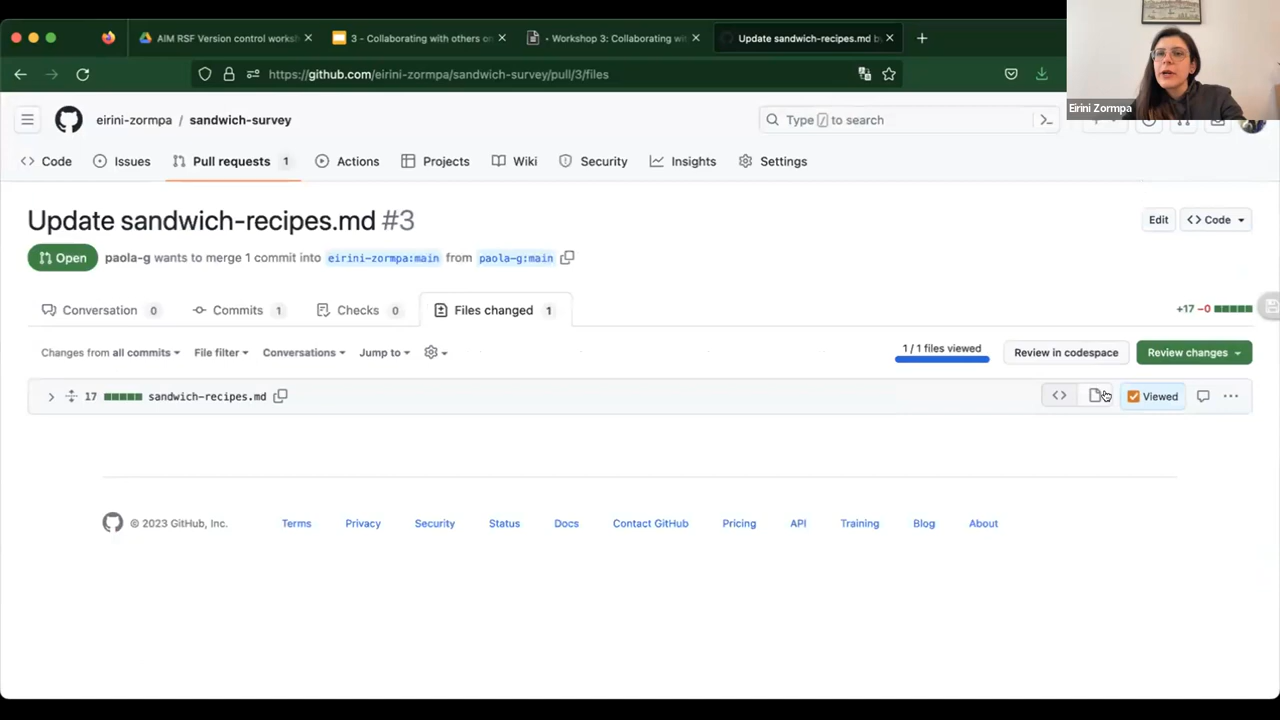 AIM RSF Version control works
3 - Collaborating with others on
Workshop 3: Collaborating wi
Update sandwich-recipes.md b
https://github.com/eirini-zormpa/sandwich-survey/pull/3/files
Eirini Zormpa
eirini-zormpa / sandwich-survey
Type / to search
Code
Issues
Pull requests 1
Actions
Projects
Wiki
Security
Insights
Settings
Update sandwich-recipes.md #3
Edit
<> Code
Open
paola-g wants to merge 1 commit into eirini-zormpa:main from paola-g:main
Conversation 0
Commits 1
Checks 0
Files changed 1
+17 −0
Changes from all commits
File filter
Conversations
Jump to
1 / 1 files viewed
Review in codespace
Review changes
17 sandwich-recipes.md
Viewed
© 2023 GitHub, Inc.
Terms
Privacy
Security
Status
Docs
Contact GitHub
Pricing
API
Training
Blog
About